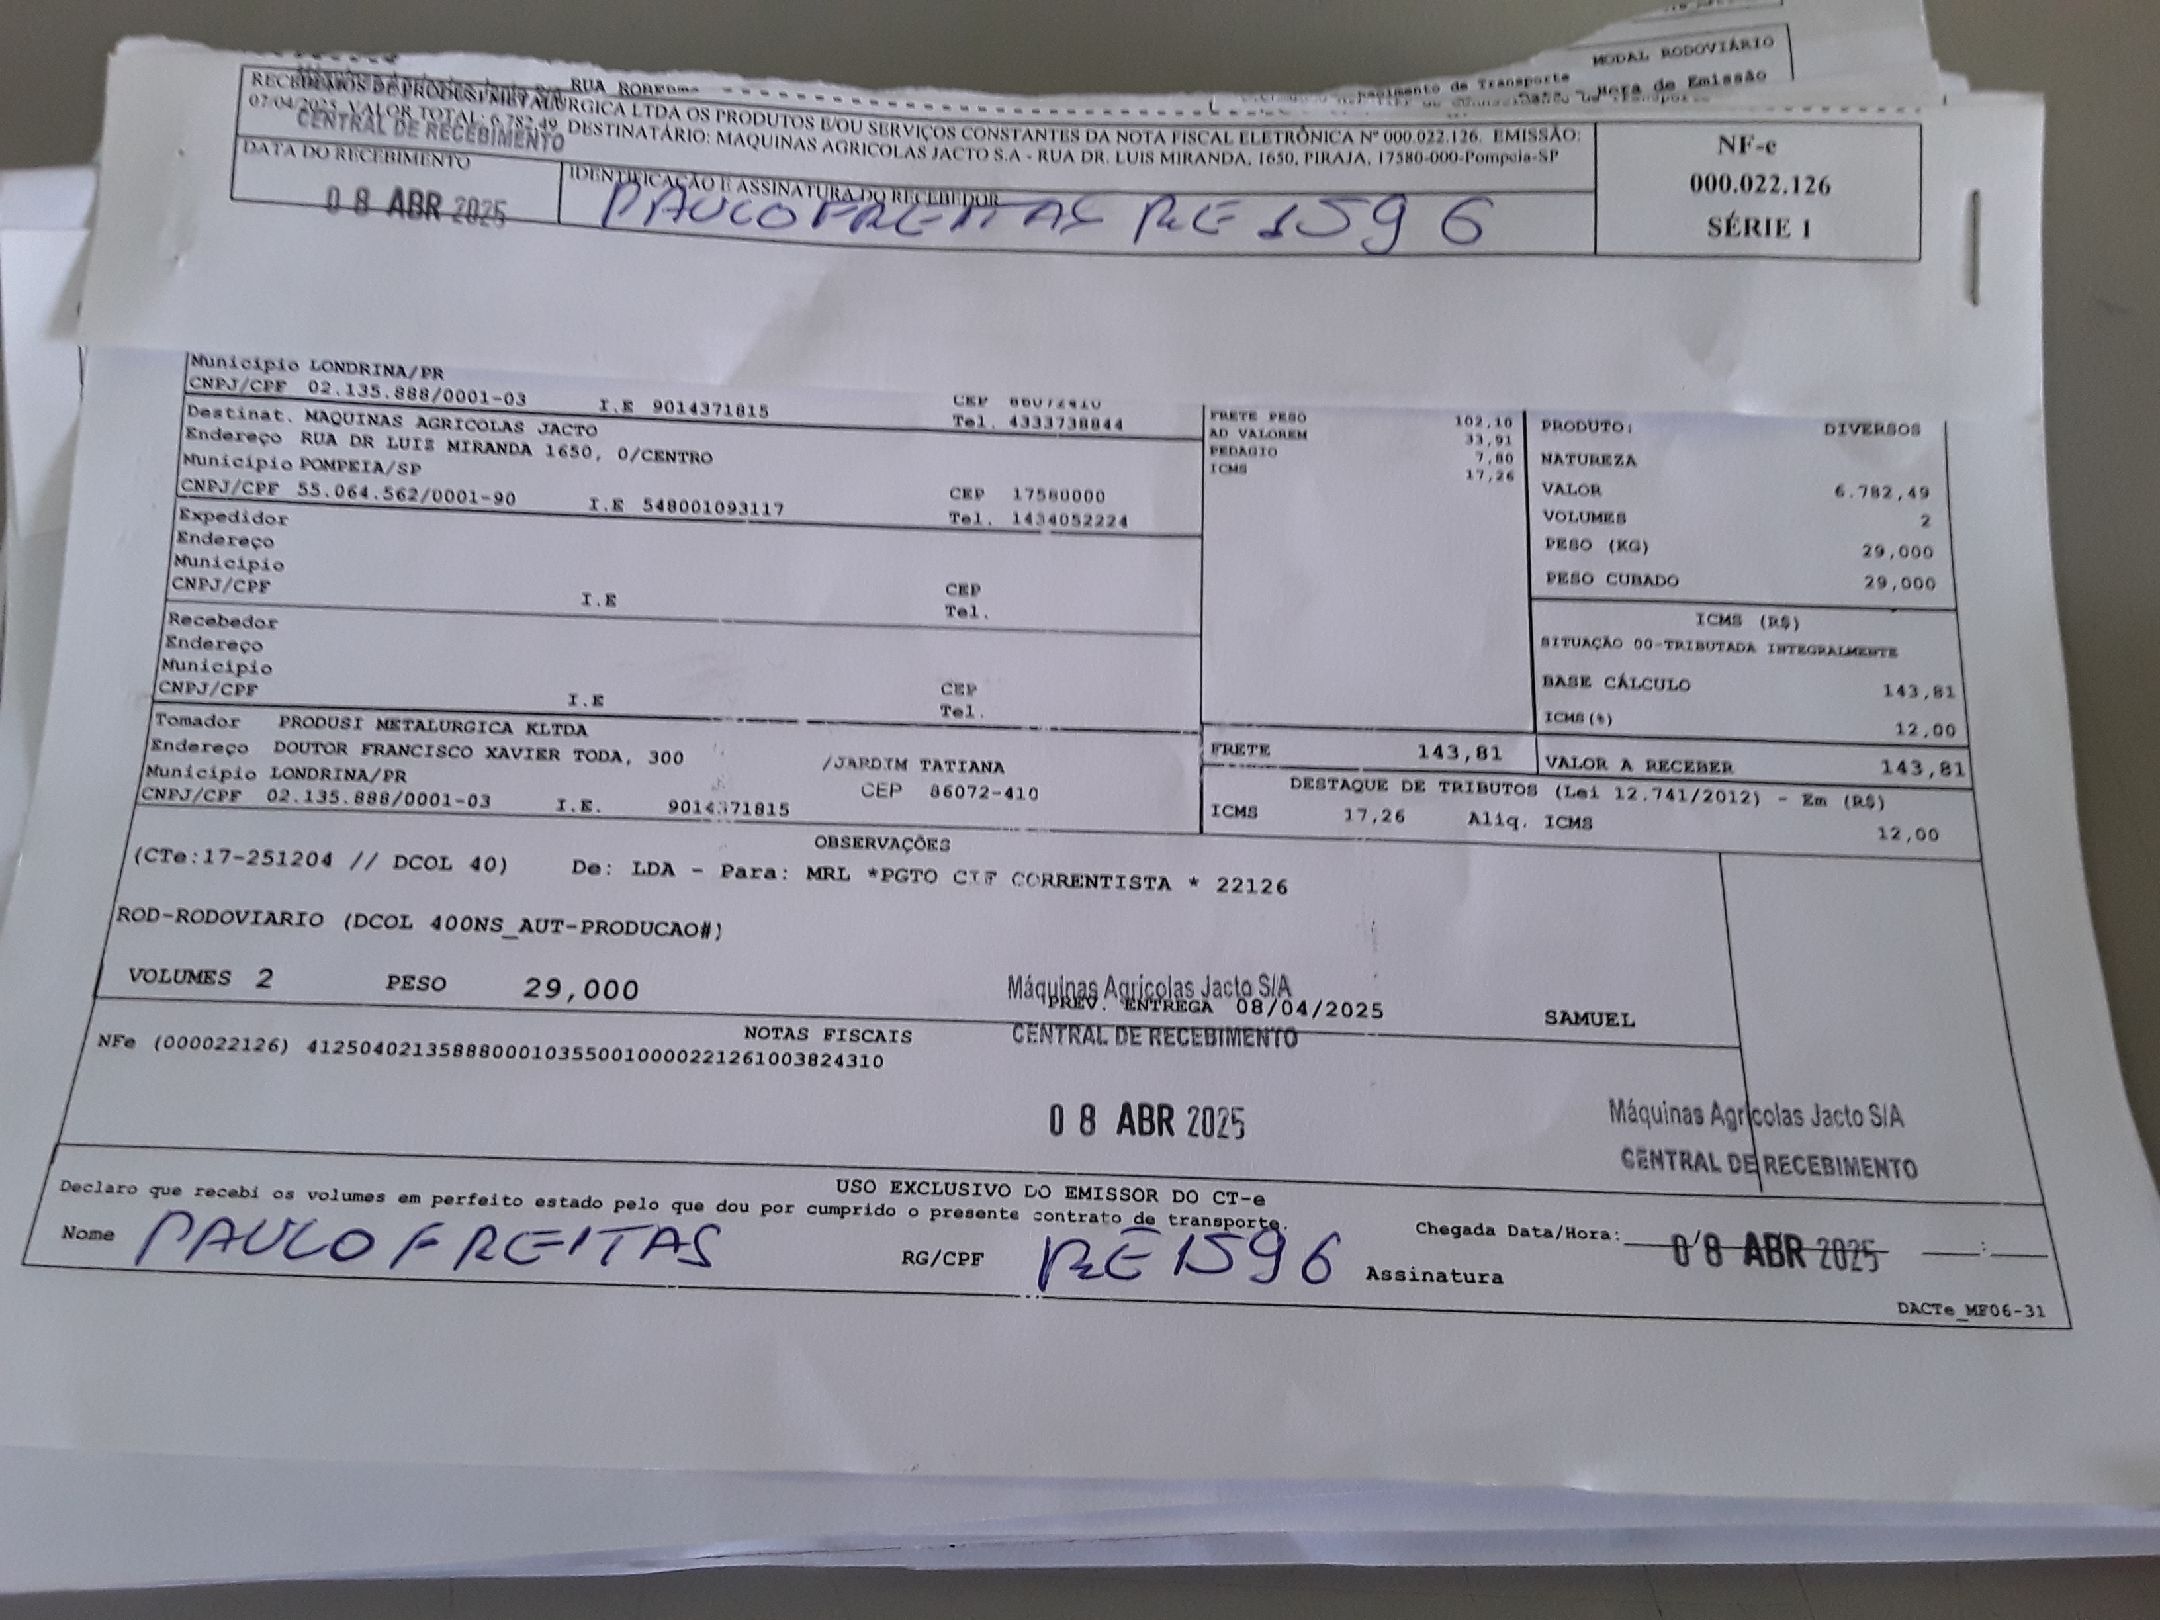 MODAL RODOVIÁRIO
RUA
de Transporte
Hora de Emissão
RECEBEMOS DE PRODUSI METALURGICA LTDA OS PRODUTOS E/OU SERVIÇOS CONSTANTES DA NOTA FISCAL ELETRÔNICA Nº 000.022.126. EMISSÃO:
07/04/2025. VALOR TOTAL: 6.782,49. DESTINATÁRIO: MAQUINAS AGRICOLAS JACTO S.A - RUA DR. LUIS MIRANDA, 1650, PIRAJA, 17580-000-Pompeia-SP
CENTRAL DE RECEBIMENTO
NF-e
000.022.126
SÉRIE 1
DATA DO RECEBIMENTO
08 ABR 2025
IDENTIFICAÇÃO E ASSINATURA DO RECEBEDOR
PAULO FREITAS RE 1596
Município LONDRINA/PR
CNPJ/CPF 02.135.888/0001-03 I.E 9014371815
CEP 86072410
Tel. 4333738844
Destinat. MAQUINAS AGRICOLAS JACTO
Endereço RUA DR LUIS MIRANDA 1650, 0/CENTRO
Município POMPEIA/SP
CNPJ/CPF 55.064.562/0001-90 I.E 548001093117
CEP 17580000
Tel. 1434052224
Expedidor
Endereço
Município
CNPJ/CPF I.E
CEP
Tel.
Recebedor
Endereço
Município
CNPJ/CPF I.E
CEP
Tel.
Tomador PRODUSI METALURGICA KLTDA
Endereço DOUTOR FRANCISCO XAVIER TODA, 300 /JARDIM TATIANA
Município LONDRINA/PR CEP 86072-410
CNPJ/CPF 02.135.888/0001-03 I.E. 9014371815
FRETE PESO 102,10
AD VALOREM 33,91
PEDAGIO 7,80
ICMS 17,26
FRETE 143,81
PRODUTO: DIVERSOS
NATUREZA
VALOR 6.782,49
VOLUMES 2
PESO (KG) 29,000
PESO CUBADO 29,000
ICMS (R$)
SITUAÇÃO 00-TRIBUTADA INTEGRALMENTE
BASE CÁLCULO 143,81
ICMS(%) 12,00
VALOR A RECEBER 143,81
DESTAQUE DE TRIBUTOS (Lei 12.741/2012) - Em (R$)
ICMS 17,26 Aliq. ICMS 12,00
OBSERVAÇÕES
(CTe:17-251204 // DCOL 40) De: LDA - Para: MRL *PGTO CIF CORRENTISTA * 22126
ROD-RODOVIARIO (DCOL 400NS_AUT-PRODUCAO#)
VOLUMES 2 PESO 29,000
Máquinas Agrícolas Jacto S/A
PREV. ENTREGA 08/04/2025 SAMUEL
CENTRAL DE RECEBIMENTO
NOTAS FISCAIS
NFe (000022126) 41250402135888000103550010000221261003824310
08 ABR 2025
Máquinas Agrícolas Jacto S/A
CENTRAL DE RECEBIMENTO
USO EXCLUSIVO DO EMISSOR DO CT-e
Declaro que recebi os volumes em perfeito estado pelo que dou por cumprido o presente contrato de transporte.
Nome PAULO FREITAS RG/CPF RE 1596
Chegada Data/Hora: 08 ABR 2025
Assinatura
DACTe_MF06-31